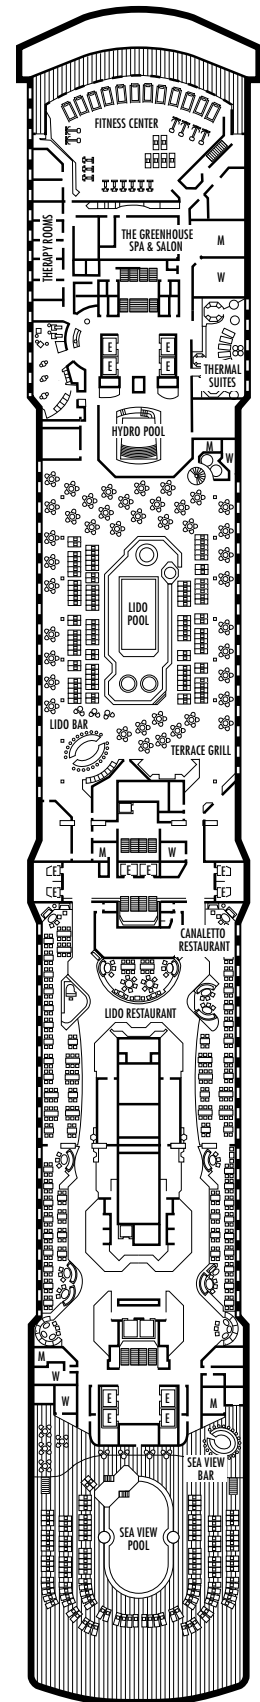 FITNESS CENTER
THERAPY ROOMS
THE GREENHOUSE
SPA & SALON
M
W
E E
E E
THERMAL
SUITES
HYDRO POOL
M
W
LIDO
POOL
LIDO BAR
TERRACE GRILL
M
W
E
E E
E
E
E
CANALETTO
RESTAURANT
LIDO RESTAURANT
M
W
W
M
E E
E E
SEA VIEW
BAR
SEA VIEW
POOL